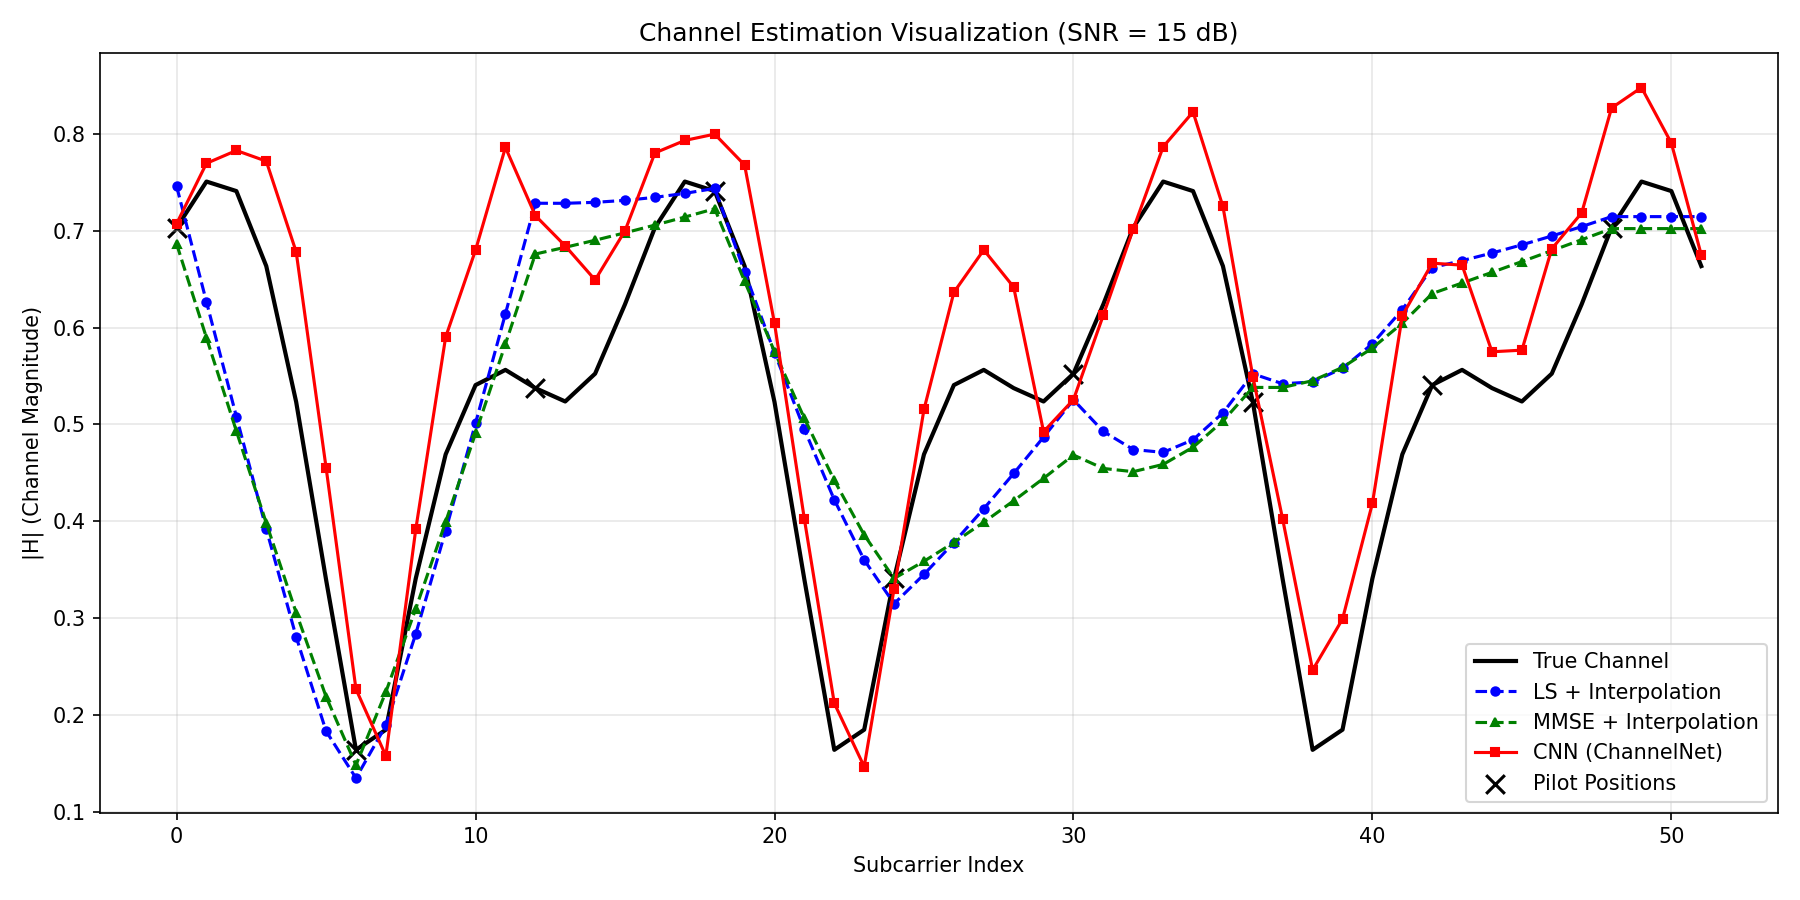 Channel Estimation Visualization (SNR = 15 dB)
|H| (Channel Magnitude)
0.8
0.7
0.6
0.5
0.4
0.3
0.2
0.1
True Channel
LS + Interpolation
MMSE + Interpolation
CNN (ChannelNet)
Pilot Positions
0 10 20 30 40 50
Subcarrier Index